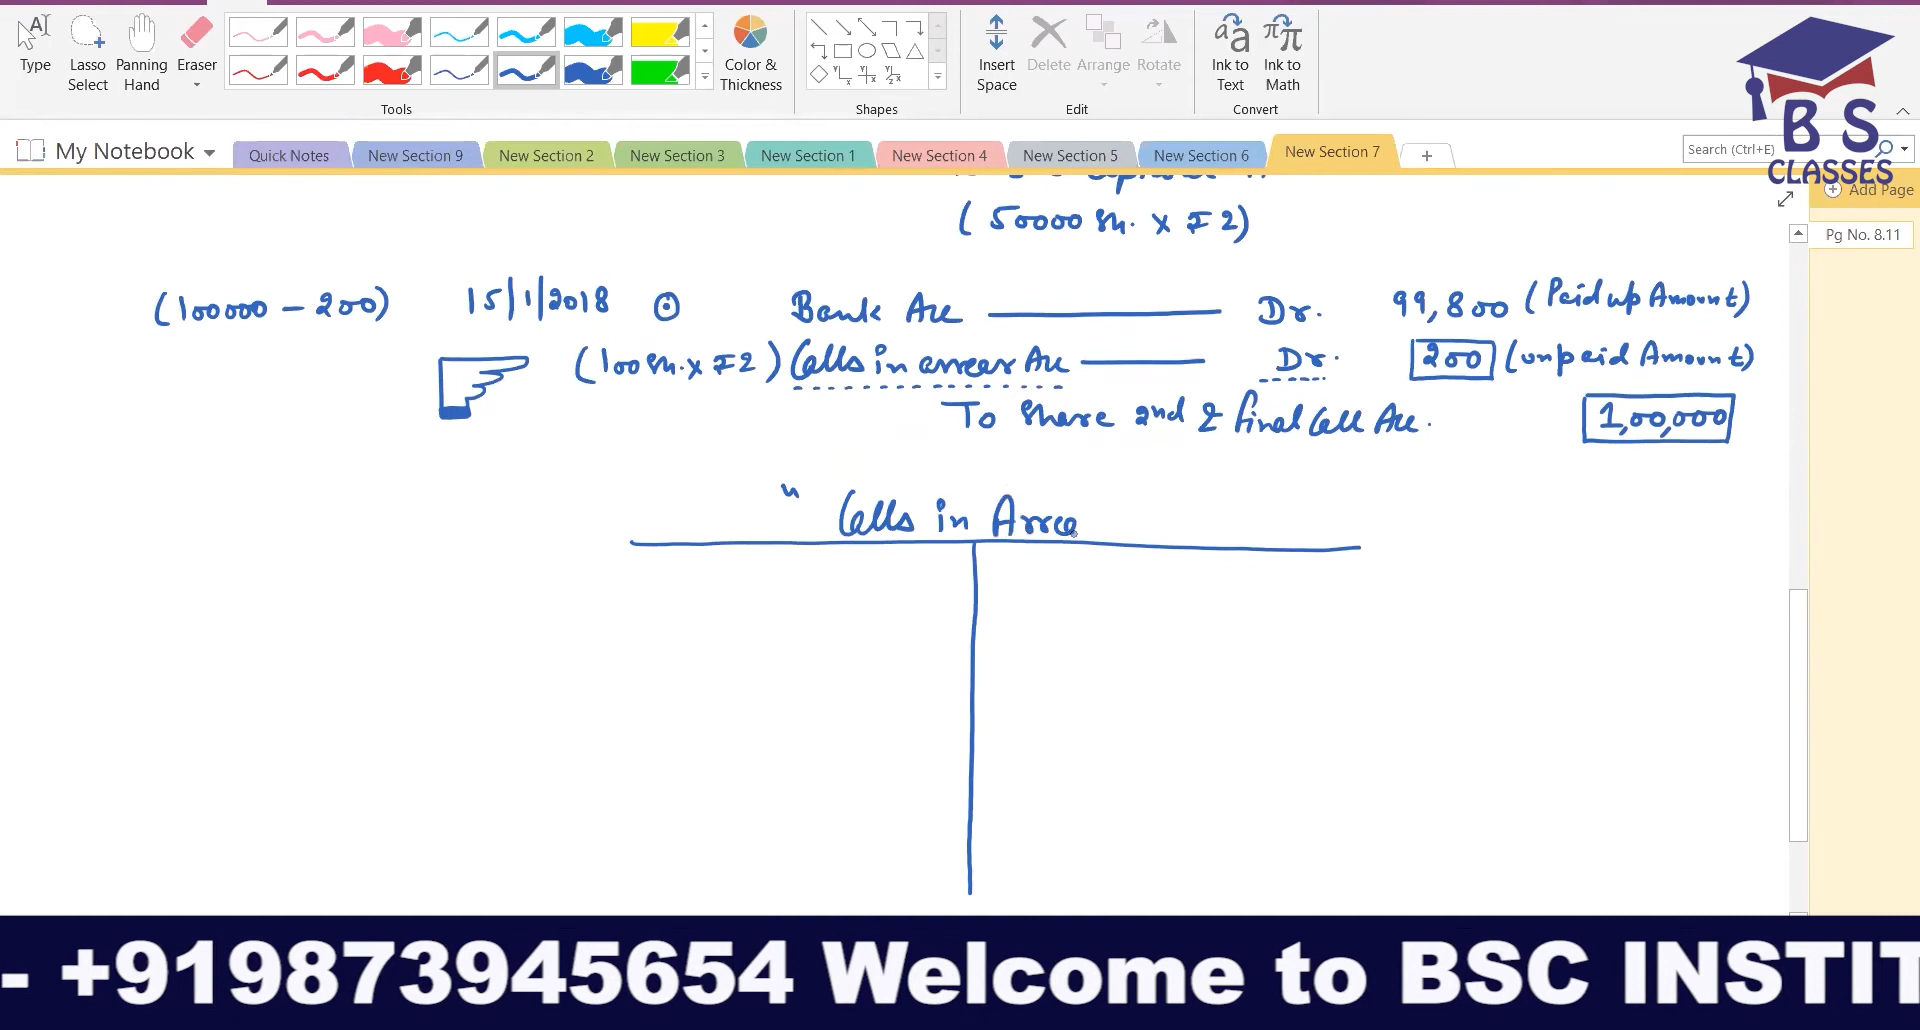 Type
Lasso Select
Panning Hand
Eraser
Color & Thickness
Insert Space
Delete
Arrange
Rotate
Ink to Text
Ink to Math
Tools
Shapes
Edit
Convert
B S
CLASSES
My Notebook
Quick Notes
New Section 9
New Section 2
New Section 3
New Section 1
New Section 4
New Section 5
New Section 6
New Section 7
Search (Ctrl+E)
Add Page
Pg No. 8.11
(50000 sh. x ₹ 2)
(100000 - 200) 15/1/2018 Bank A/c Dr. 99,800 (Paid up Amount)
(100 sh. x ₹ 2) Calls in arrear A/c Dr. 200 (unpaid Amount)
To Share 2nd & final Call A/c. 1,00,000
" Calls in Arrea
- +919873945654 Welcome to BSC INSTIT